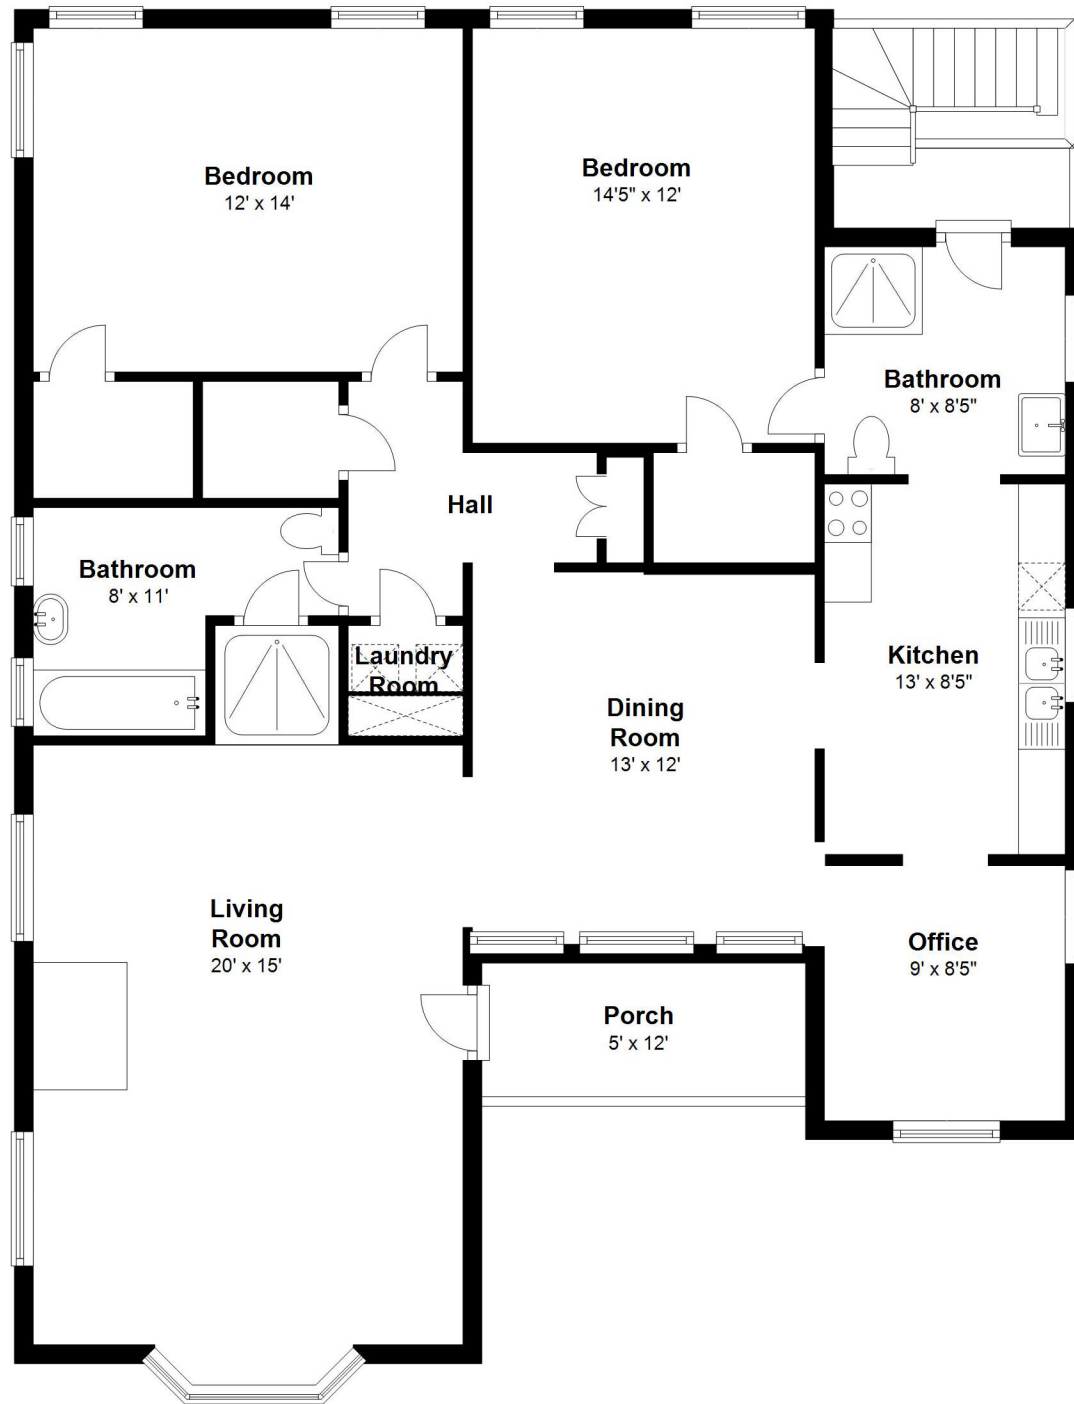 Bedroom
12' x 14'
Bedroom
14'5" x 12'
Bathroom
8' x 8'5"
Hall
Bathroom
8' x 11'
Laundry
Room
Kitchen
13' x 8'5"
Dining
Room
13' x 12'
Living
Room
20' x 15'
Office
9' x 8'5"
Porch
5' x 12'